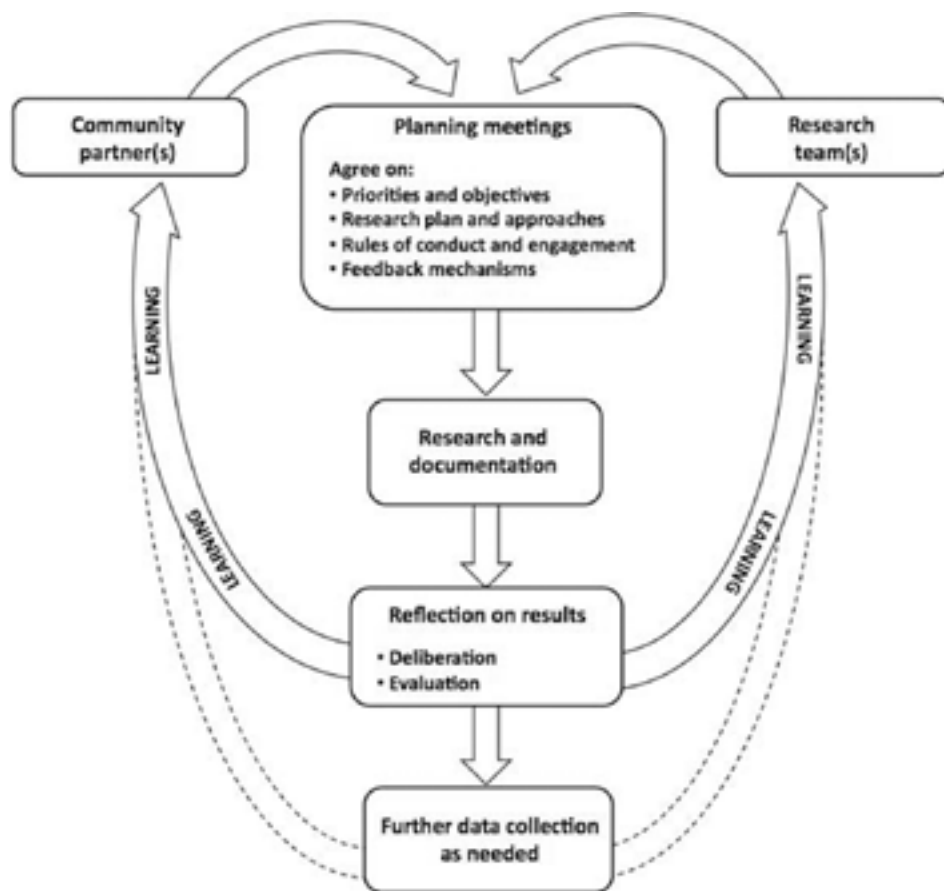 Community
partner(s)
Planning meetings
Agree on:
• Priorities and objectives
• Research plan and approaches
• Rules of conduct and engagement
• Feedback mechanisms
Research
team(s)
LEARNING
LEARNING
Research and
documentation
LEARNING
LEARNING
Reflection on results
• Deliberation
• Evaluation
Further data collection
as needed